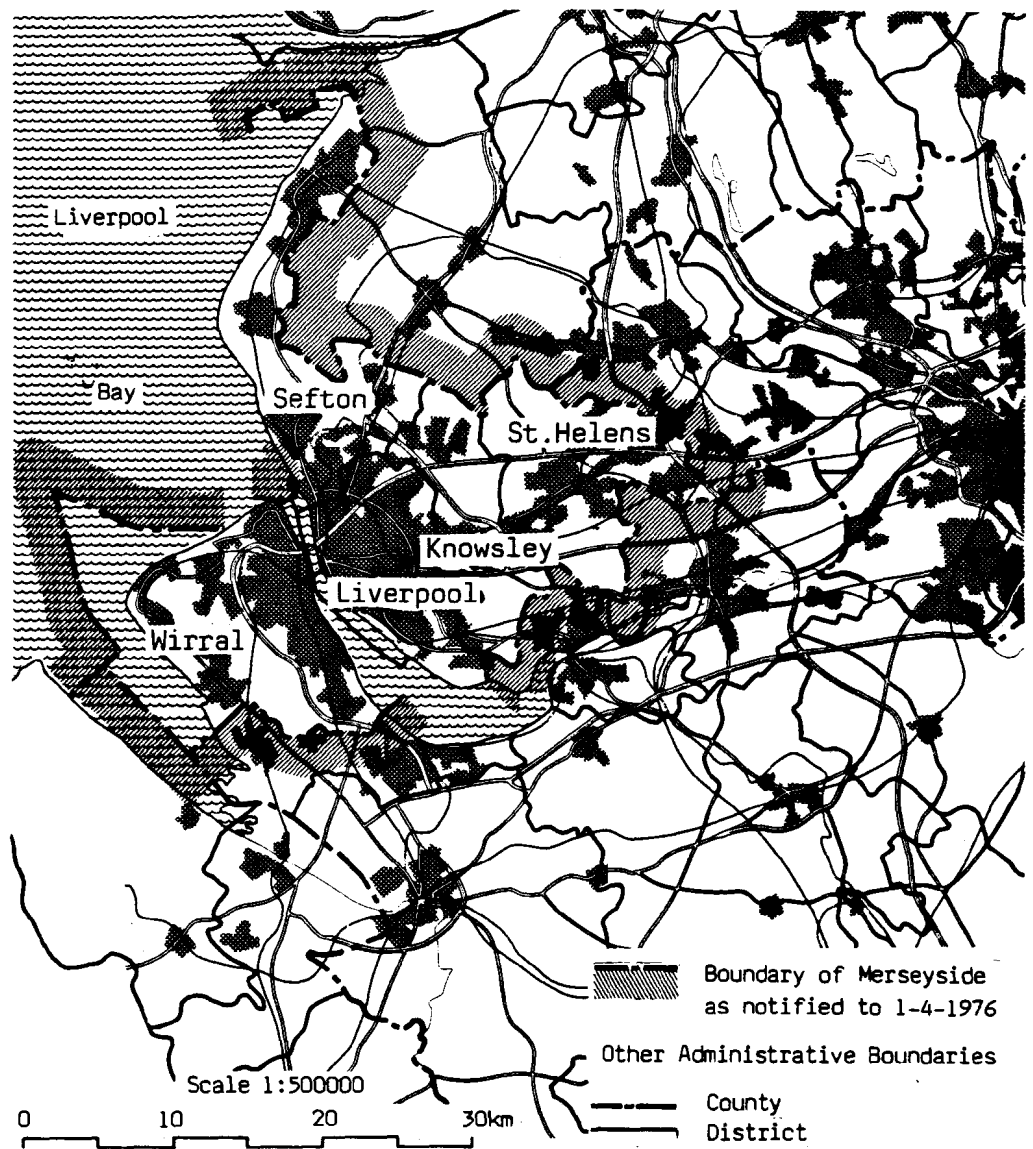 Liverpool
Bay
Sefton
St.Helens
Knowsley
Liverpool
Wirral
Boundary of Merseyside
as notified to 1-4-1976
Other Administrative Boundaries
County
District
Scale 1:500000
0 10 20 30km